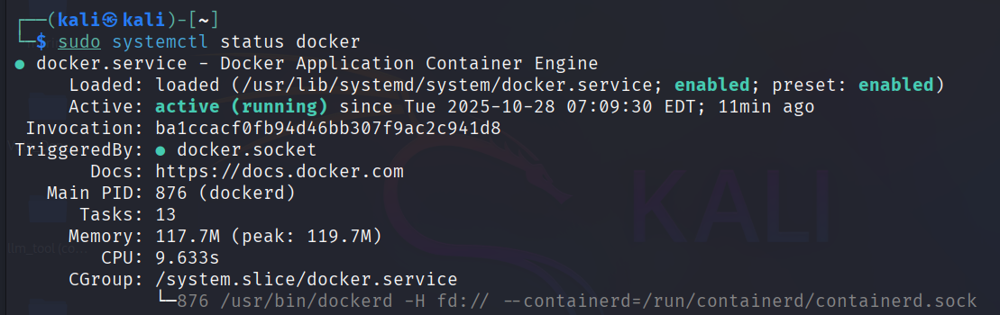 ┌──(kali㉿kali)-[~]
└─$ sudo systemctl status docker
● docker.service - Docker Application Container Engine
     Loaded: loaded (/usr/lib/systemd/system/docker.service; enabled; preset: enabled)
     Active: active (running) since Tue 2025-10-28 07:09:30 EDT; 11min ago
 Invocation: ba1ccacf0fb94d46bb307f9ac2c941d8
TriggeredBy: ● docker.socket
       Docs: https://docs.docker.com
   Main PID: 876 (dockerd)
      Tasks: 13
     Memory: 117.7M (peak: 119.7M)
        CPU: 9.633s
     CGroup: /system.slice/docker.service
             └─876 /usr/bin/dockerd -H fd:// --containerd=/run/containerd/containerd.sock
KALI